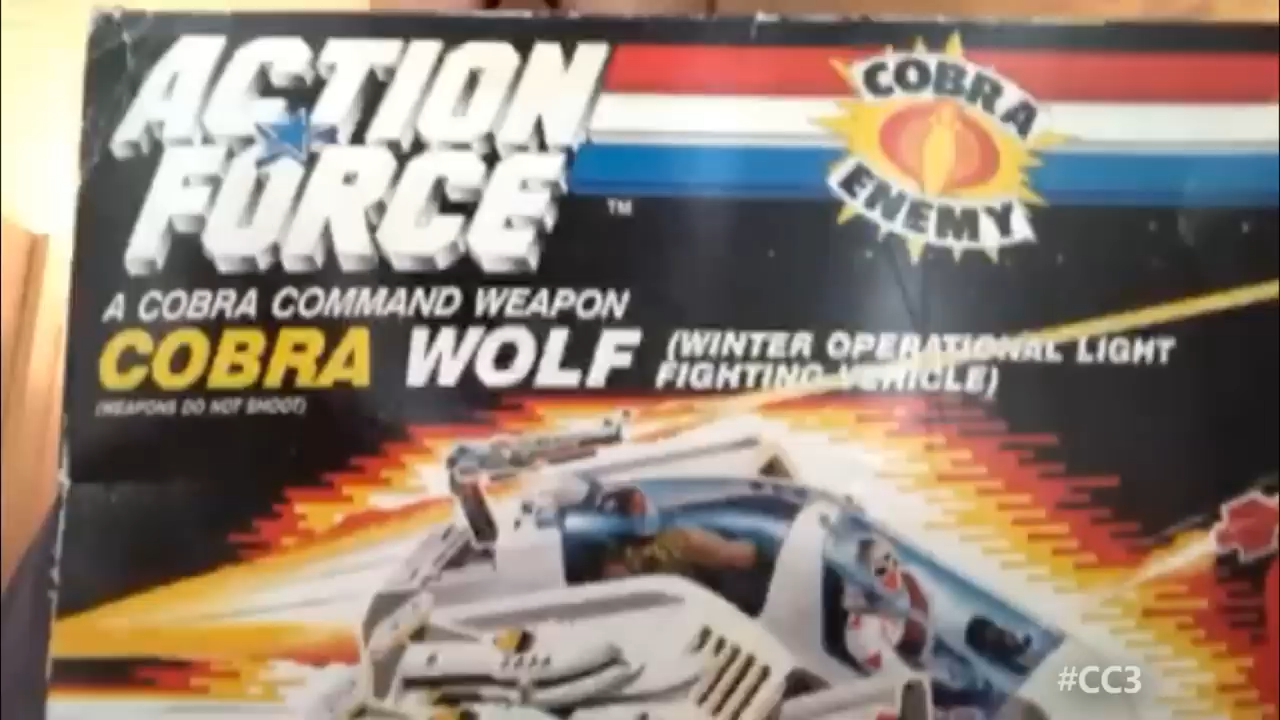 ACTION
FORCE
TM
COBRA
ENEMY
A COBRA COMMAND WEAPON
COBRA WOLF (WINTER OPERATIONAL LIGHT
FIGHTING VEHICLE)
(WEAPONS DO NOT SHOOT)
#CC3